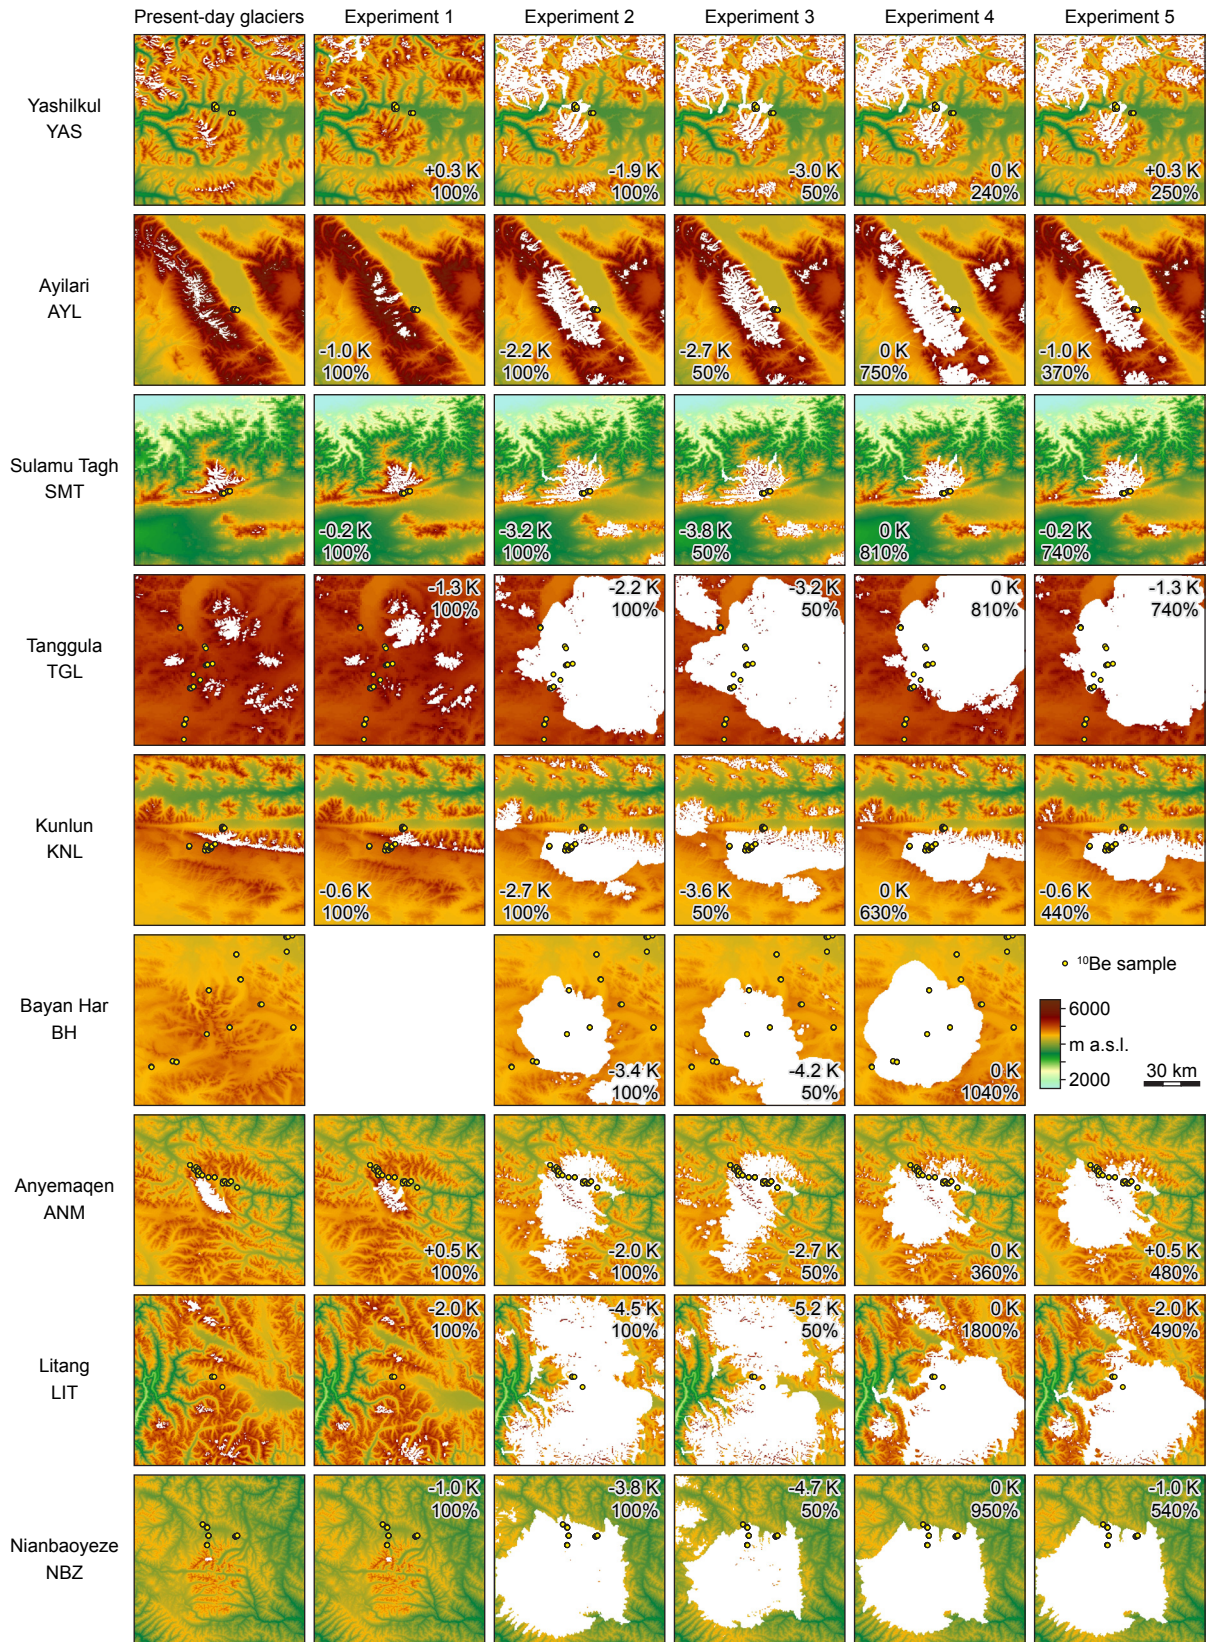 Present-day glaciers
Experiment 1
Experiment 2
Experiment 3
Experiment 4
Experiment 5
Yashilkul
YAS
+0.3 K
100%
-1.9 K
100%
-3.0 K
50%
0 K
240%
+0.3 K
250%
Ayilari
AYL
-1.0 K
100%
-2.2 K
100%
-2.7 K
50%
0 K
750%
-1.0 K
370%
Sulamu Tagh
SMT
-0.2 K
100%
-3.2 K
100%
-3.8 K
50%
0 K
810%
-0.2 K
740%
Tanggula
TGL
-1.3 K
100%
-2.2 K
100%
-3.2 K
50%
0 K
810%
-1.3 K
740%
Kunlun
KNL
-0.6 K
100%
-2.7 K
100%
-3.6 K
50%
0 K
630%
-0.6 K
440%
Bayan Har
BH
-3.4 K
100%
-4.2 K
50%
0 K
1040%
¹⁰Be sample
6000
m a.s.l.
2000
30 km
Anyemaqen
ANM
+0.5 K
100%
-2.0 K
100%
-2.7 K
50%
0 K
360%
+0.5 K
480%
Litang
LIT
-2.0 K
100%
-4.5 K
100%
-5.2 K
50%
0 K
1800%
-2.0 K
490%
Nianbaoyeze
NBZ
-1.0 K
100%
-3.8 K
100%
-4.7 K
50%
0 K
950%
-1.0 K
540%